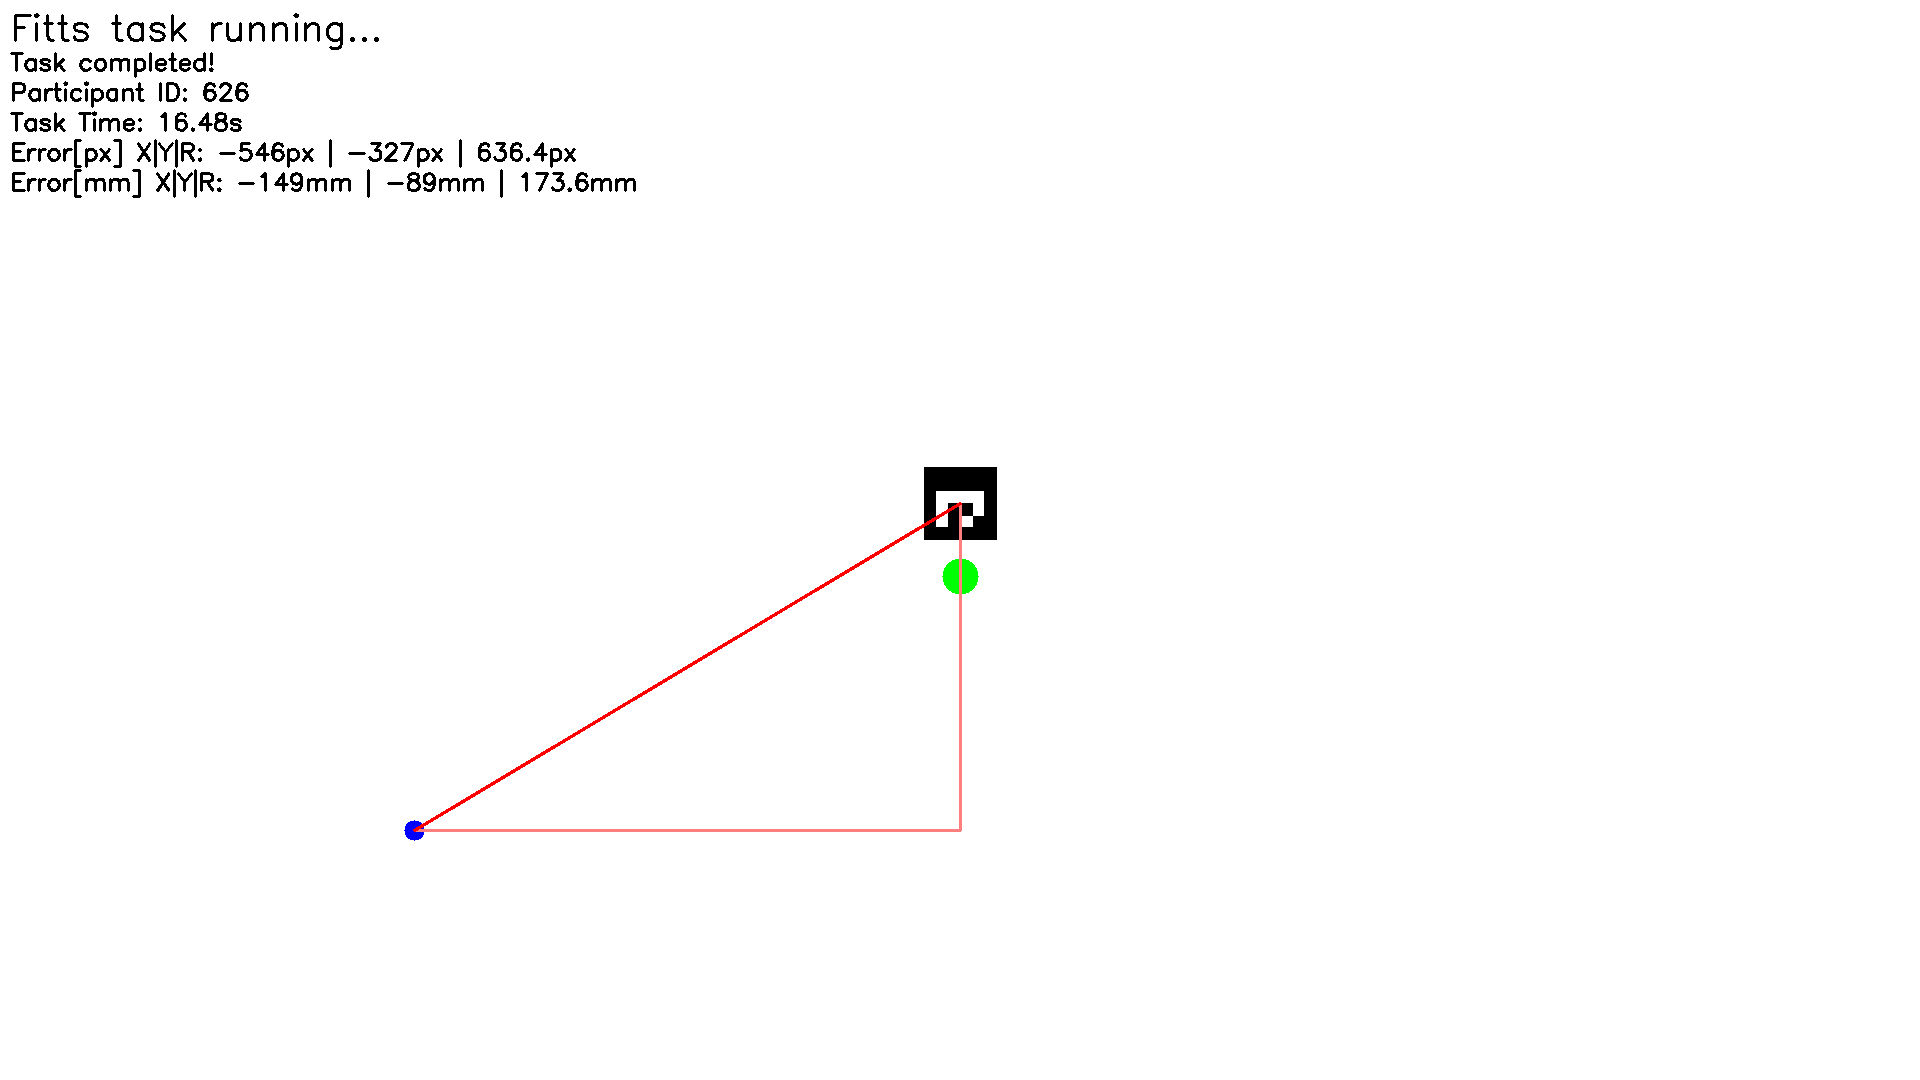 Fitts task running...
Task completed!
Participant ID: 626
Task Time: 16.48s
Error[px] X|Y|R: -546px | -327px | 636.4px
Error[mm] X|Y|R: -149mm | -89mm | 173.6mm